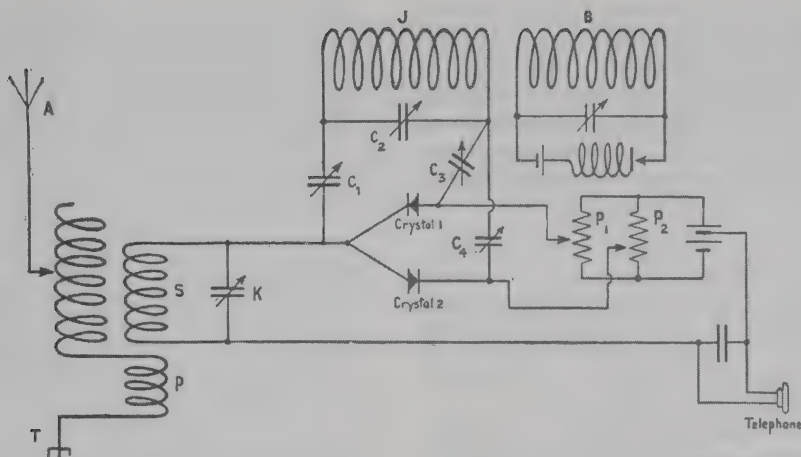 J
B
A
C2
C1
C3
Crystal 1
C4
P1
P2
S
K
Crystal 2
P
T
Telephone